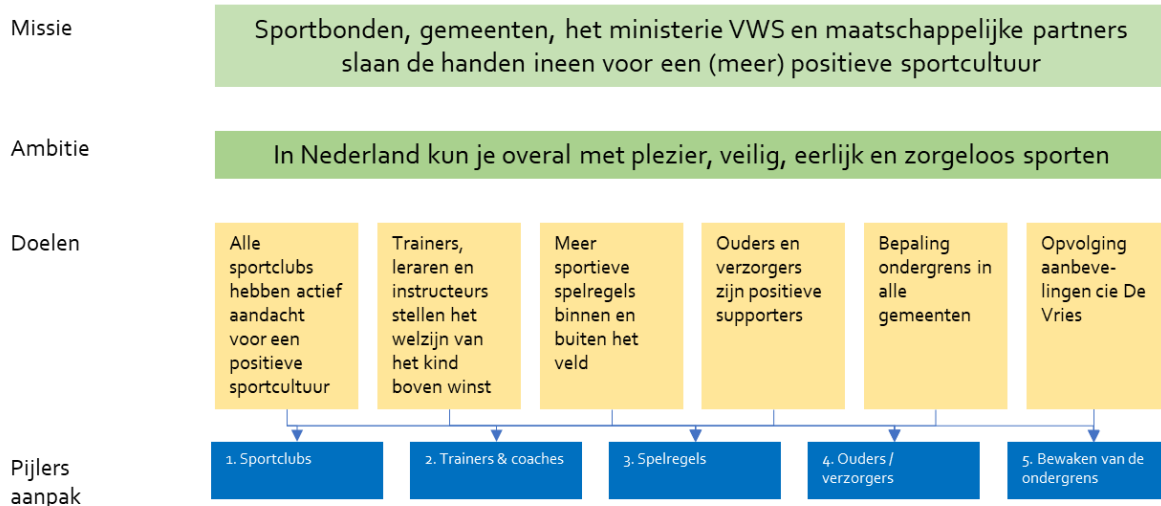 Missie
Sportbonden, gemeenten, het ministerie VWS en maatschappelijke partners
slaan de handen ineen voor een (meer) positieve sportcultuur
Ambitie
In Nederland kun je overal met plezier, veilig, eerlijk en zorgeloos sporten
Doelen
Alle
sportclubs
hebben actief
aandacht
voor een
positieve
sportcultuur
Trainers,
leraren en
instructeurs
stellen het
welzijn van
het kind
boven winst
Meer
sportieve
spelregels
binnen en
buiten het
veld
Ouders en
verzorgers
zijn positieve
supporters
Bepaling
ondergrens in
alle
gemeenten
Opvolging
aanbeve-
lingen cie De
Vries
Pijlers
aanpak
1. Sportclubs
2. Trainers & coaches
3. Spelregels
4. Ouders /
verzorgers
5. Bewaken van de
ondergrens